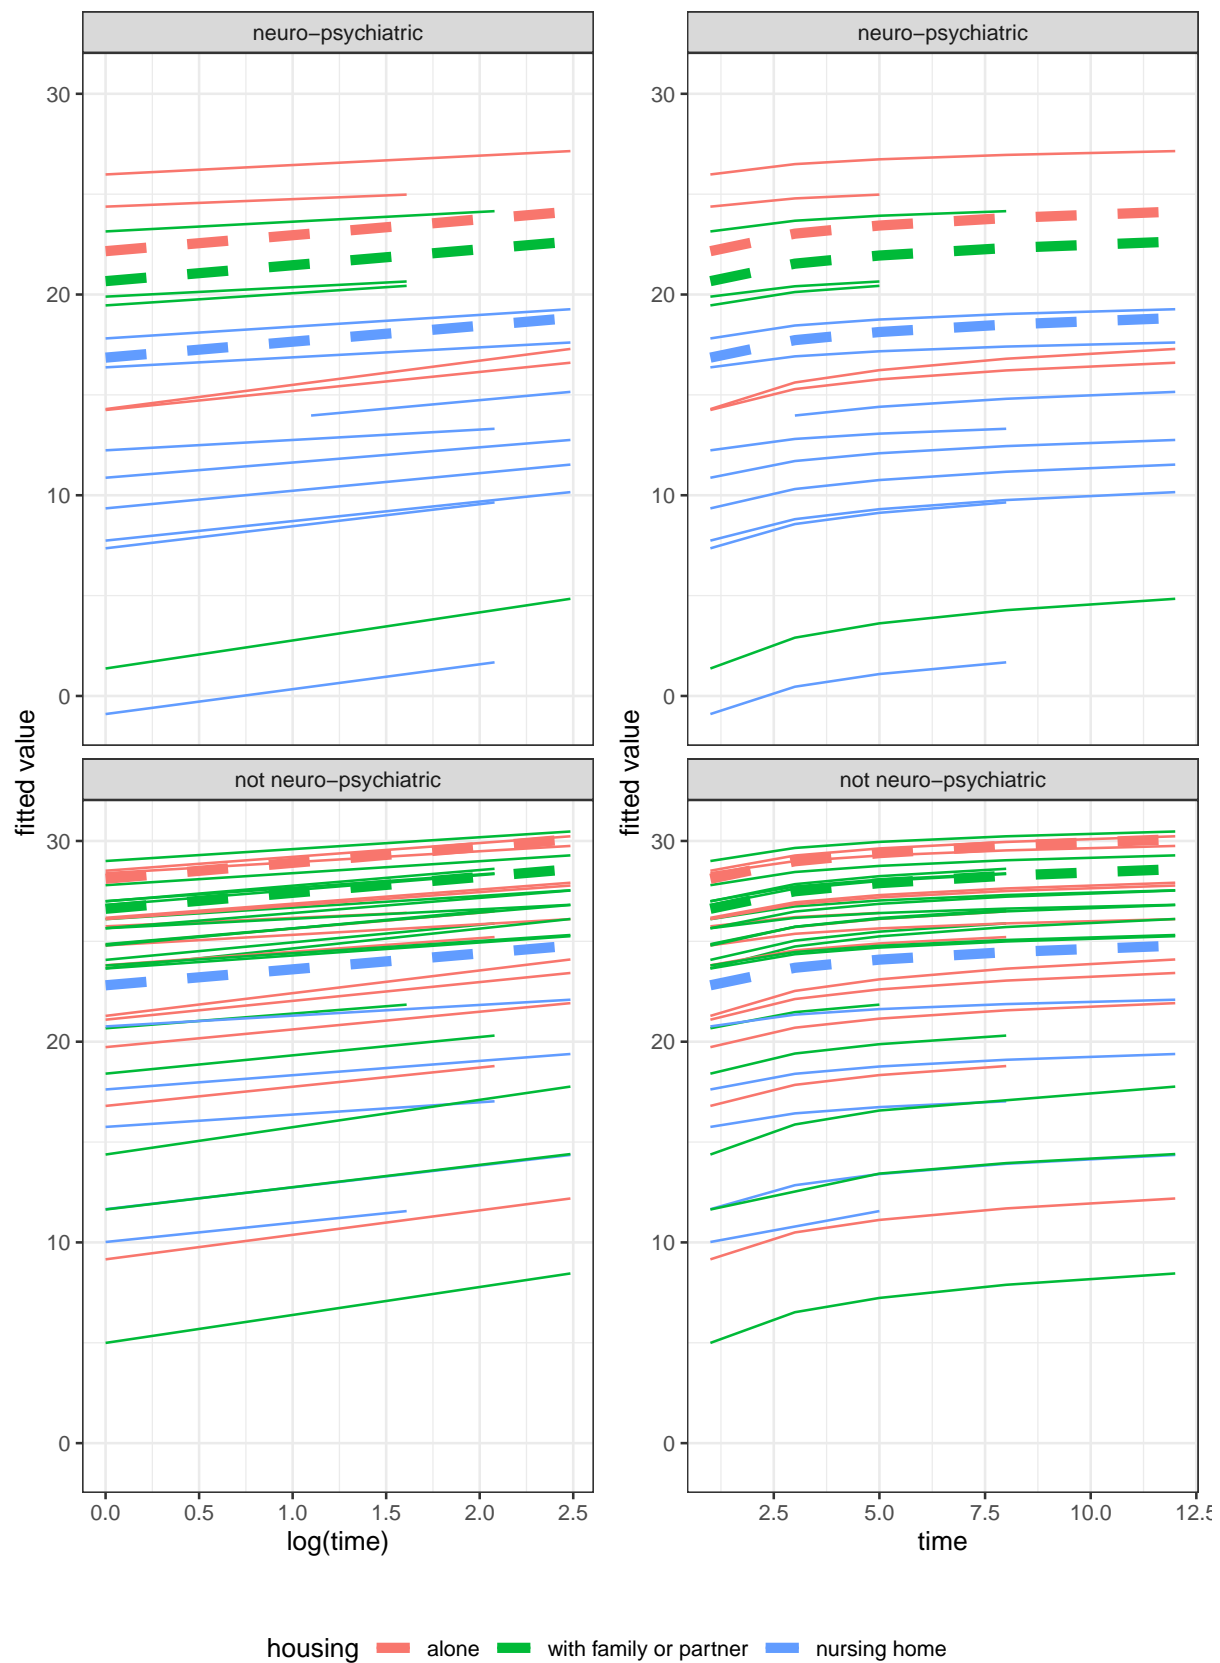 neuro−psychiatric
neuro−psychiatric
30
20
10
0
30
20
10
0
fitted value
fitted value
not neuro−psychiatric
not neuro−psychiatric
30
20
10
0
30
20
10
0
0.0 0.5 1.0 1.5 2.0 2.5
2.5 5.0 7.5 10.0 12.5
log(time)
time
housing alone with family or partner nursing home